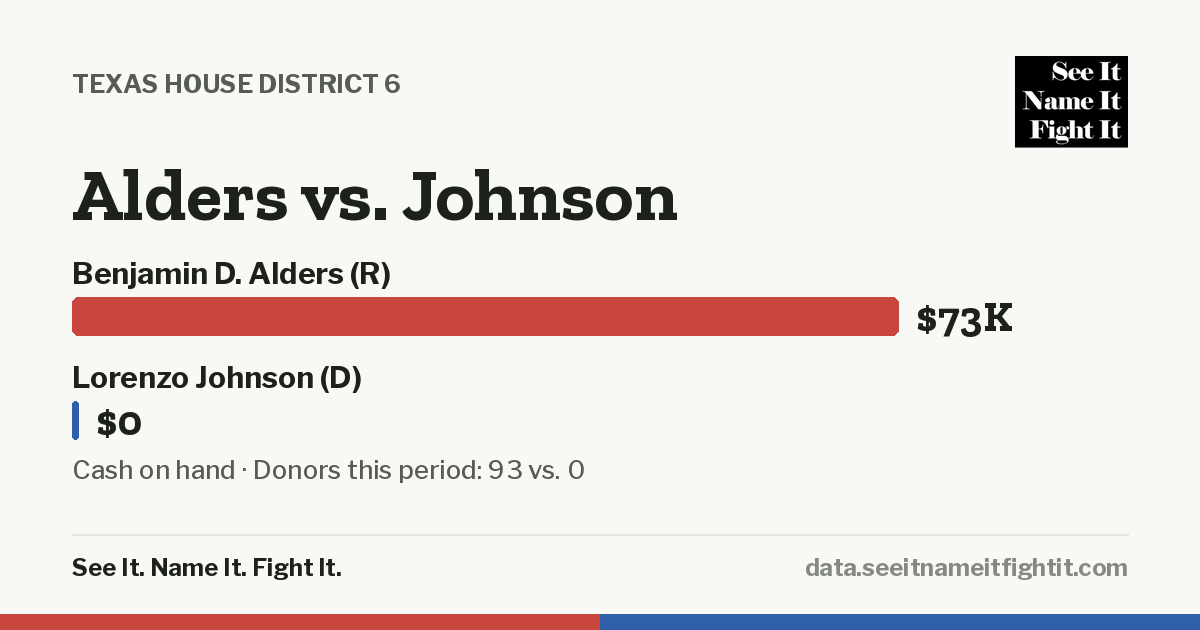 TEXAS HOUSE DISTRICT 6
See It
Name It
Fight It
Alders vs. Johnson
Benjamin D. Alders (R)
$73K
Lorenzo Johnson (D)
$0
Cash on hand · Donors this period: 93 vs. 0
See It. Name It. Fight It.
data.seeitnameitfightit.com